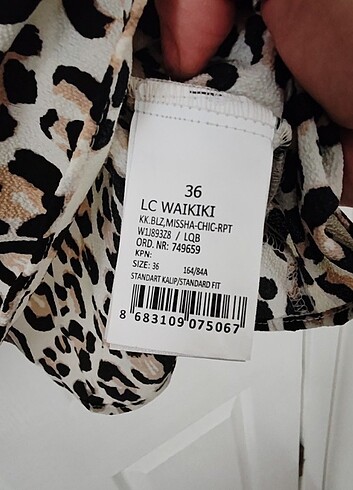 36
LC WAIKIKI
KK.BLZ,MISSHA-CHIC-RPT
W1J893Z8 / LQB
ORD. NR: 749659
KPN:
SIZE: 36 164/84A
STANDART KALIP/STANDARD FIT
8 683109 075067